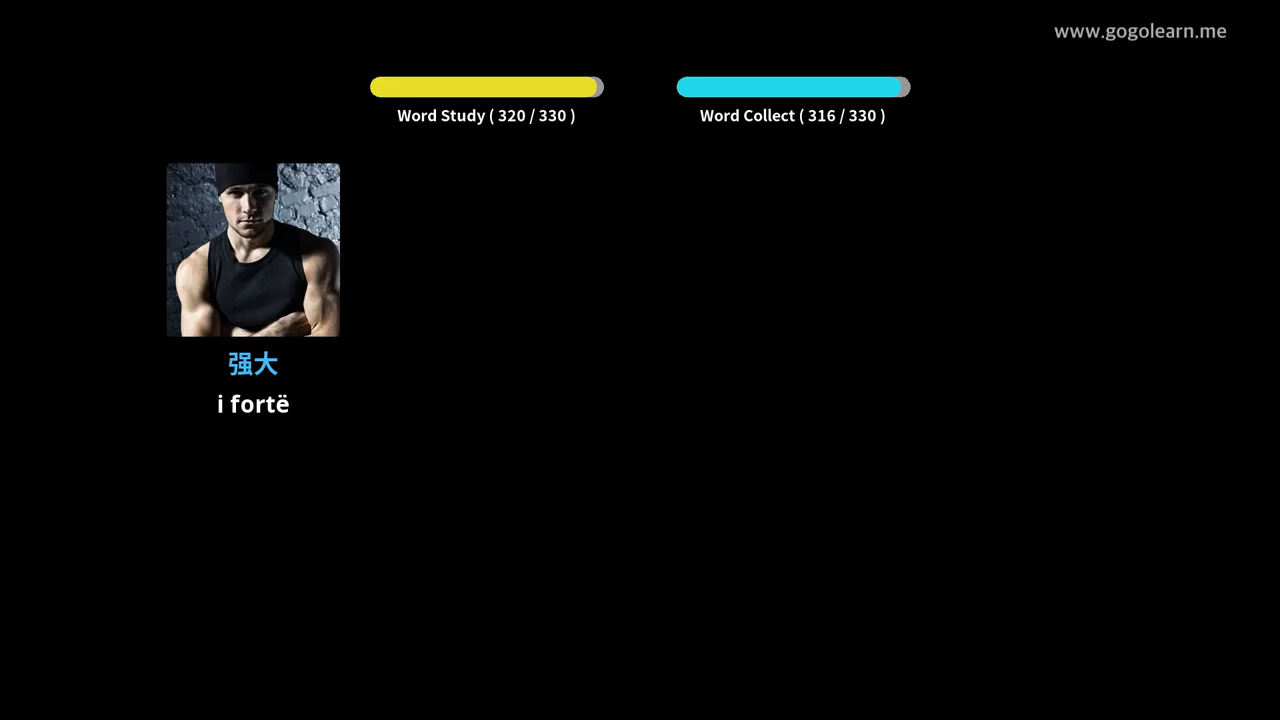 www.gogolearn.me
Word Study ( 320 / 330 )
Word Collect ( 316 / 330 )
强大
i fortë